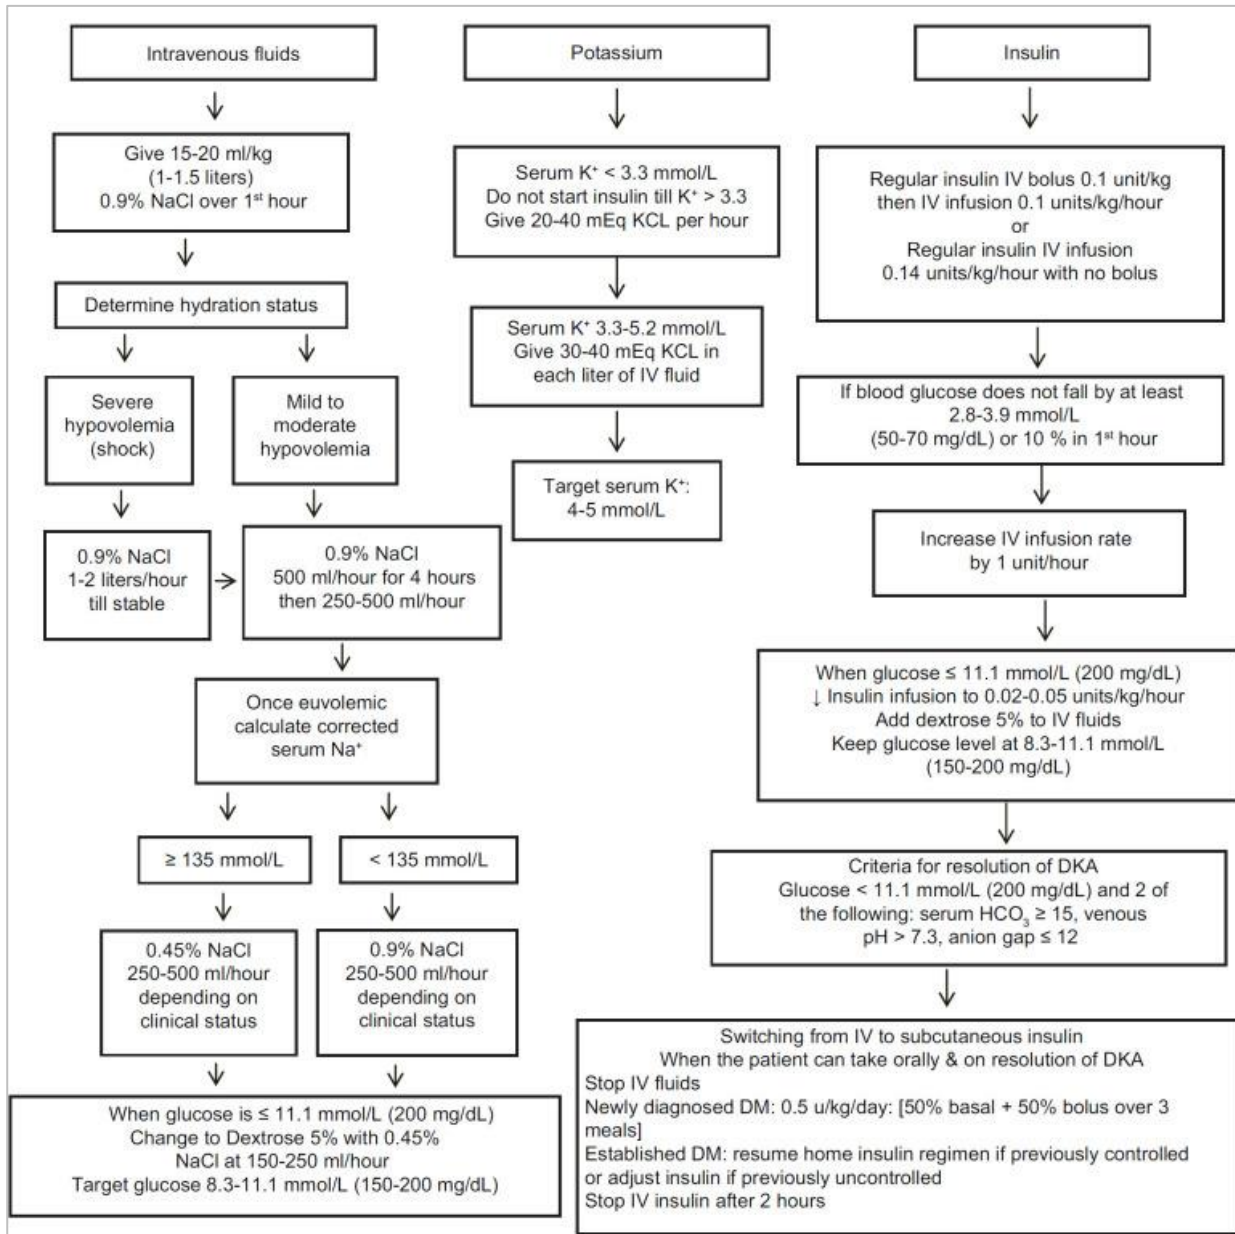 Intravenous fluids
Give 15-20 ml/kg
(1-1.5 liters)
0.9% NaCl over 1st hour
Determine hydration status
Severe
hypovolemia
(shock)
Mild to
moderate
hypovolemia
0.9% NaCl
1-2 liters/hour
till stable
0.9% NaCl
500 ml/hour for 4 hours
then 250-500 ml/hour
Once euvolemic
calculate corrected
serum Na⁺
≥ 135 mmol/L
< 135 mmol/L
0.45% NaCl
250-500 ml/hour
depending on
clinical status
0.9% NaCl
250-500 ml/hour
depending on
clinical status
When glucose is ≤ 11.1 mmol/L (200 mg/dL)
Change to Dextrose 5% with 0.45%
NaCl at 150-250 ml/hour
Target glucose 8.3-11.1 mmol/L (150-200 mg/dL)
Potassium
Serum K⁺ < 3.3 mmol/L
Do not start insulin till K⁺ > 3.3
Give 20-40 mEq KCL per hour
Serum K⁺ 3.3-5.2 mmol/L
Give 30-40 mEq KCL in
each liter of IV fluid
Target serum K⁺:
4-5 mmol/L
Insulin
Regular insulin IV bolus 0.1 unit/kg
then IV infusion 0.1 units/kg/hour
or
Regular insulin IV infusion
0.14 units/kg/hour with no bolus
If blood glucose does not fall by at least
2.8-3.9 mmol/L
(50-70 mg/dL) or 10 % in 1st hour
Increase IV infusion rate
by 1 unit/hour
When glucose ≤ 11.1 mmol/L (200 mg/dL)
↓ Insulin infusion to 0.02-0.05 units/kg/hour
Add dextrose 5% to IV fluids
Keep glucose level at 8.3-11.1 mmol/L
(150-200 mg/dL)
Criteria for resolution of DKA
Glucose < 11.1 mmol/L (200 mg/dL) and 2 of
the following: serum HCO₃ ≥ 15, venous
pH > 7.3, anion gap ≤ 12
Switching from IV to subcutaneous insulin
When the patient can take orally & on resolution of DKA
Stop IV fluids
Newly diagnosed DM: 0.5 u/kg/day: [50% basal + 50% bolus over 3
meals]
Established DM: resume home insulin regimen if previously controlled
or adjust insulin if previously uncontrolled
Stop IV insulin after 2 hours